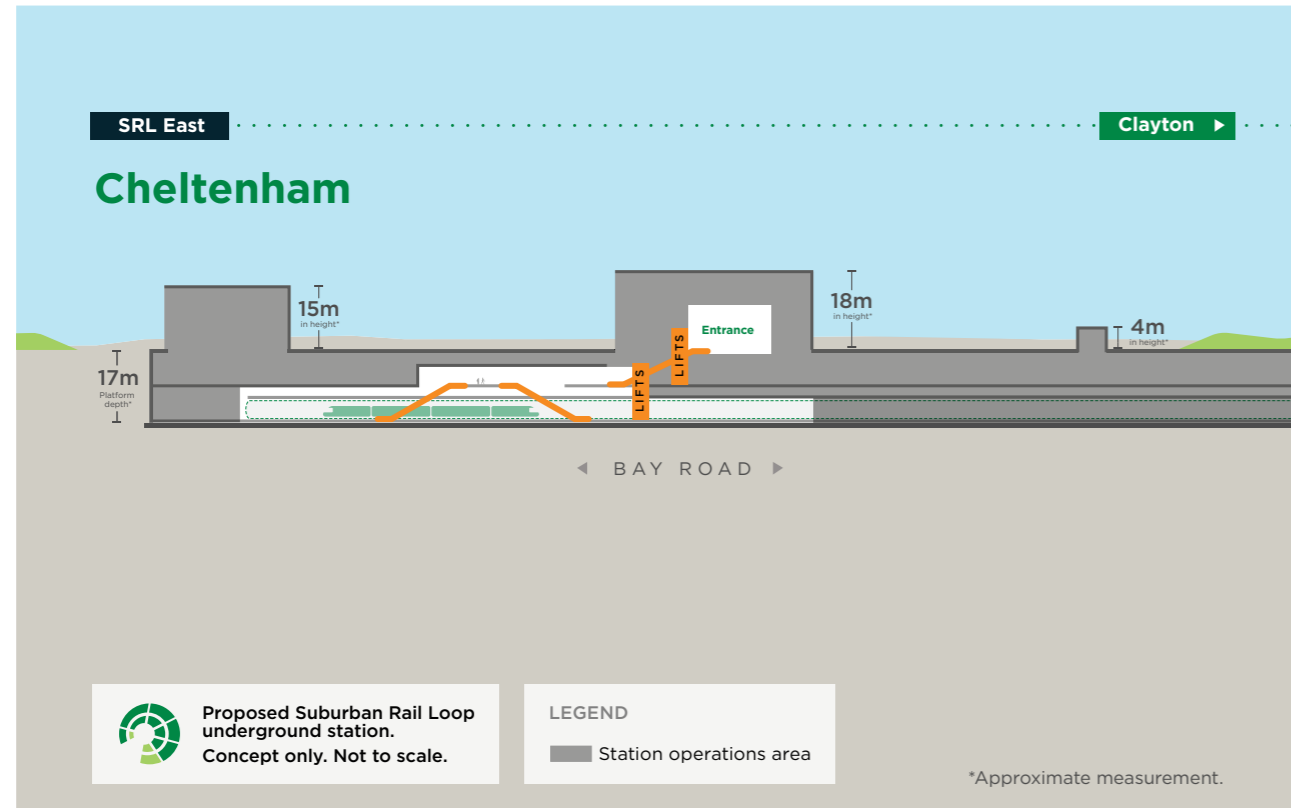 SRL East
Clayton
Cheltenham
15m
in height*
18m
in height*
4m
in height*
Entrance
LIFTS
LIFTS
17m
Platform
depth*
BAY ROAD
Proposed Suburban Rail Loop
underground station.
Concept only. Not to scale.
LEGEND
Station operations area
*Approximate measurement.